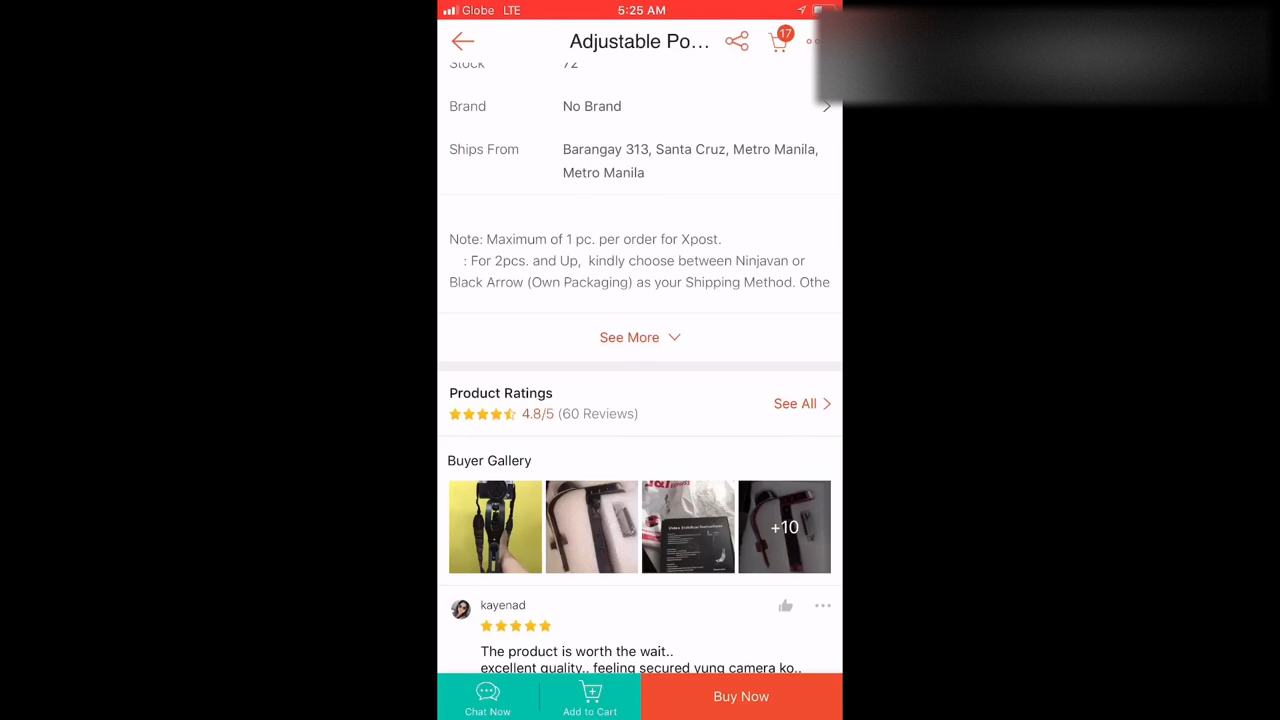 Globe LTE 5:25 AM
Adjustable Po... 17
Stock 72
Brand No Brand
Ships From Barangay 313, Santa Cruz, Metro Manila,
Metro Manila
Note: Maximum of 1 pc. per order for Xpost.
: For 2pcs. and Up, kindly choose between Ninjavan or
Black Arrow (Own Packaging) as your Shipping Method. Othe
See More
Product Ratings
4.8/5 (60 Reviews)
See All
Buyer Gallery
Video Stabilizer Instructions
+10
kayenad
The product is worth the wait..
excellent quality.. feeling secured yung camera ko..
Chat Now
Add to Cart
Buy Now